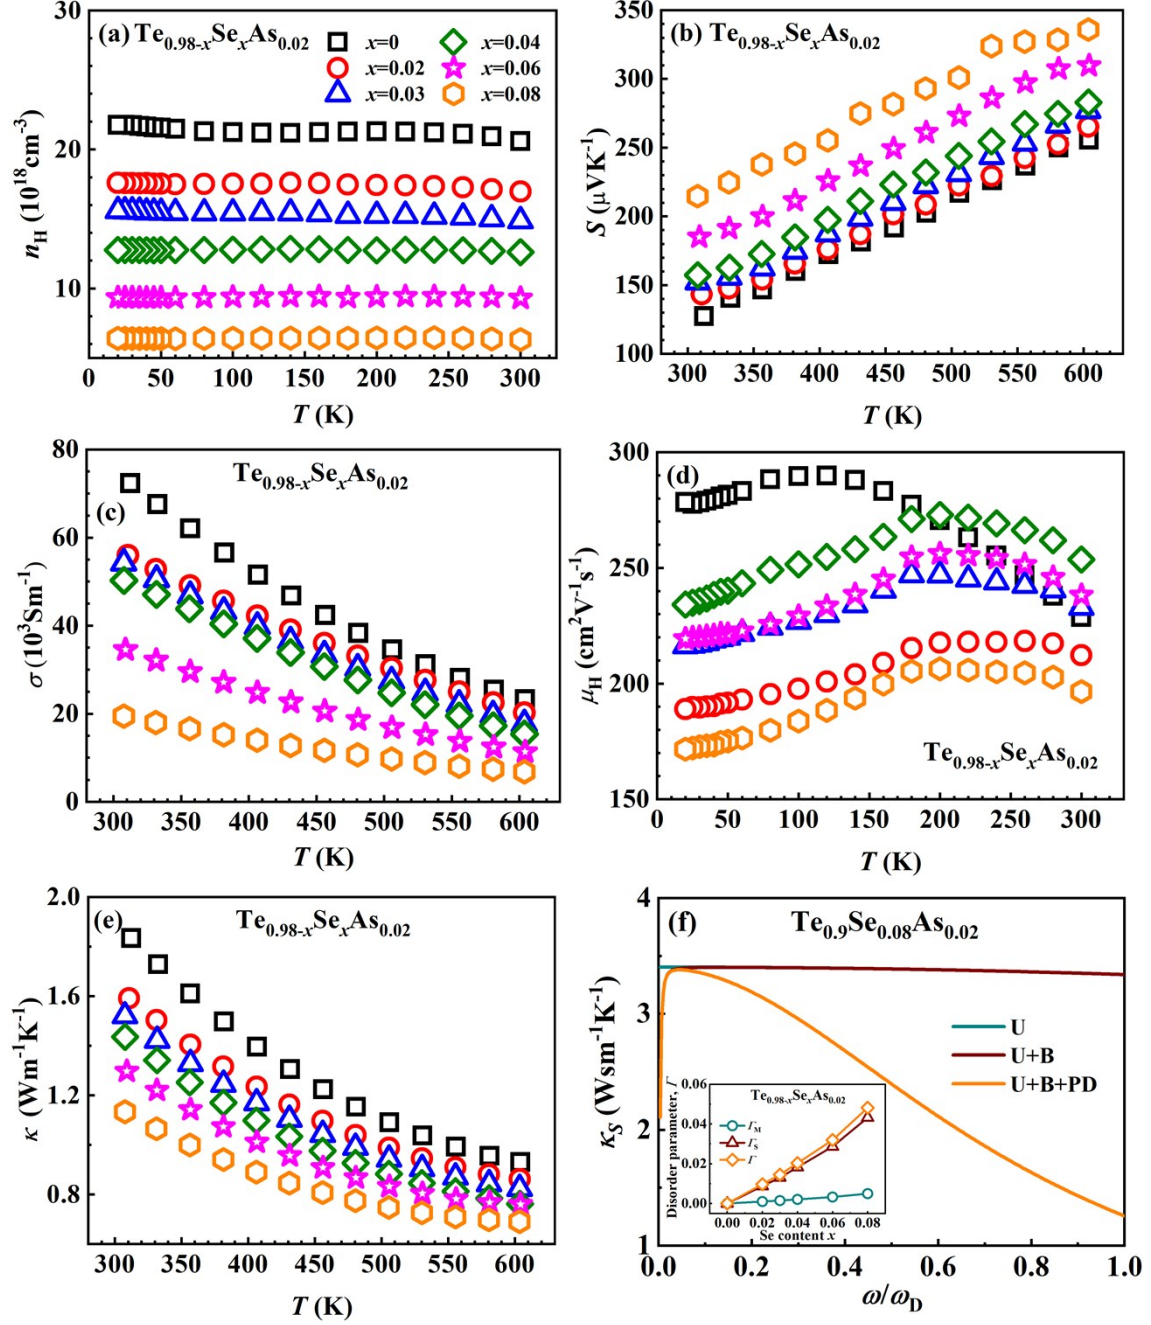 (a) Te0.98-xSexAs0.02
x=0
x=0.02
x=0.03
x=0.04
x=0.06
x=0.08
nH (10^18cm^-3)
30
20
10
0 50 100 150 200 250 300
T (K)
(b) Te0.98-xSexAs0.02
S (μVK^-1)
350
300
250
200
150
100
300 350 400 450 500 550 600
T (K)
Te0.98-xSexAs0.02
(c)
σ (10^3Sm^-1)
80
60
40
20
0
300 350 400 450 500 550 600
T (K)
(d)
μH (cm^2V^-1s^-1)
300
250
200
150
Te0.98-xSexAs0.02
0 50 100 150 200 250 300
T (K)
(e) Te0.98-xSexAs0.02
κ (Wm^-1K^-1)
2.0
1.6
1.2
0.8
300 350 400 450 500 550 600
T (K)
(f) Te0.9Se0.08As0.02
κS (Wsm^-1K^-1)
4
3
2
1
U
U+B
U+B+PD
Disorder parameter, Γ
0.06
0.04
0.02
0.00
Te0.98-xSexAs0.02
ΓM
ΓS
Γ
0.00 0.02 0.04 0.06 0.08
Se content x
0.0 0.2 0.4 0.6 0.8 1.0
ω/ωD